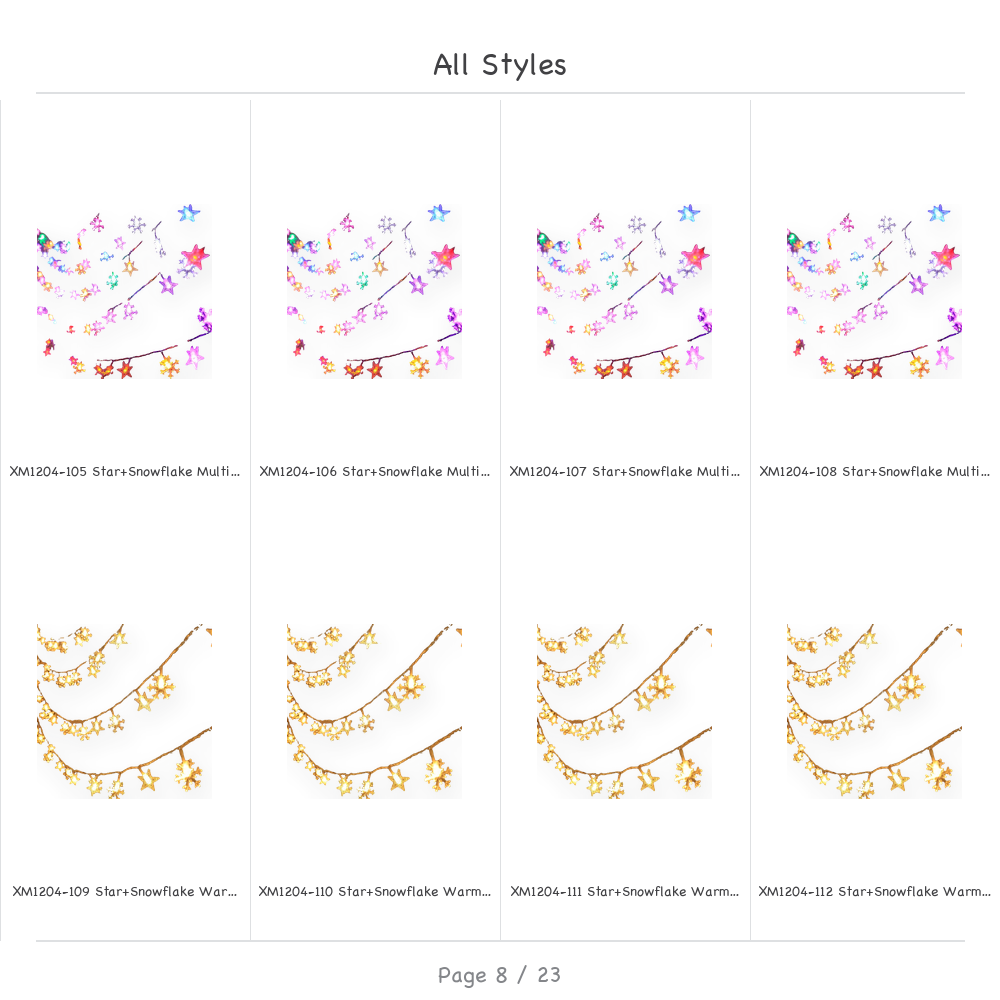 All Styles
XM1204-105 Star+Snowflake Multi...
XM1204-106 Star+Snowflake Multi...
XM1204-107 Star+Snowflake Multi...
XM1204-108 Star+Snowflake Multi...
XM1204-109 Star+Snowflake War...
XM1204-110 Star+Snowflake Warm...
XM1204-111 Star+Snowflake Warm...
XM1204-112 Star+Snowflake Warm...
Page 8 / 23